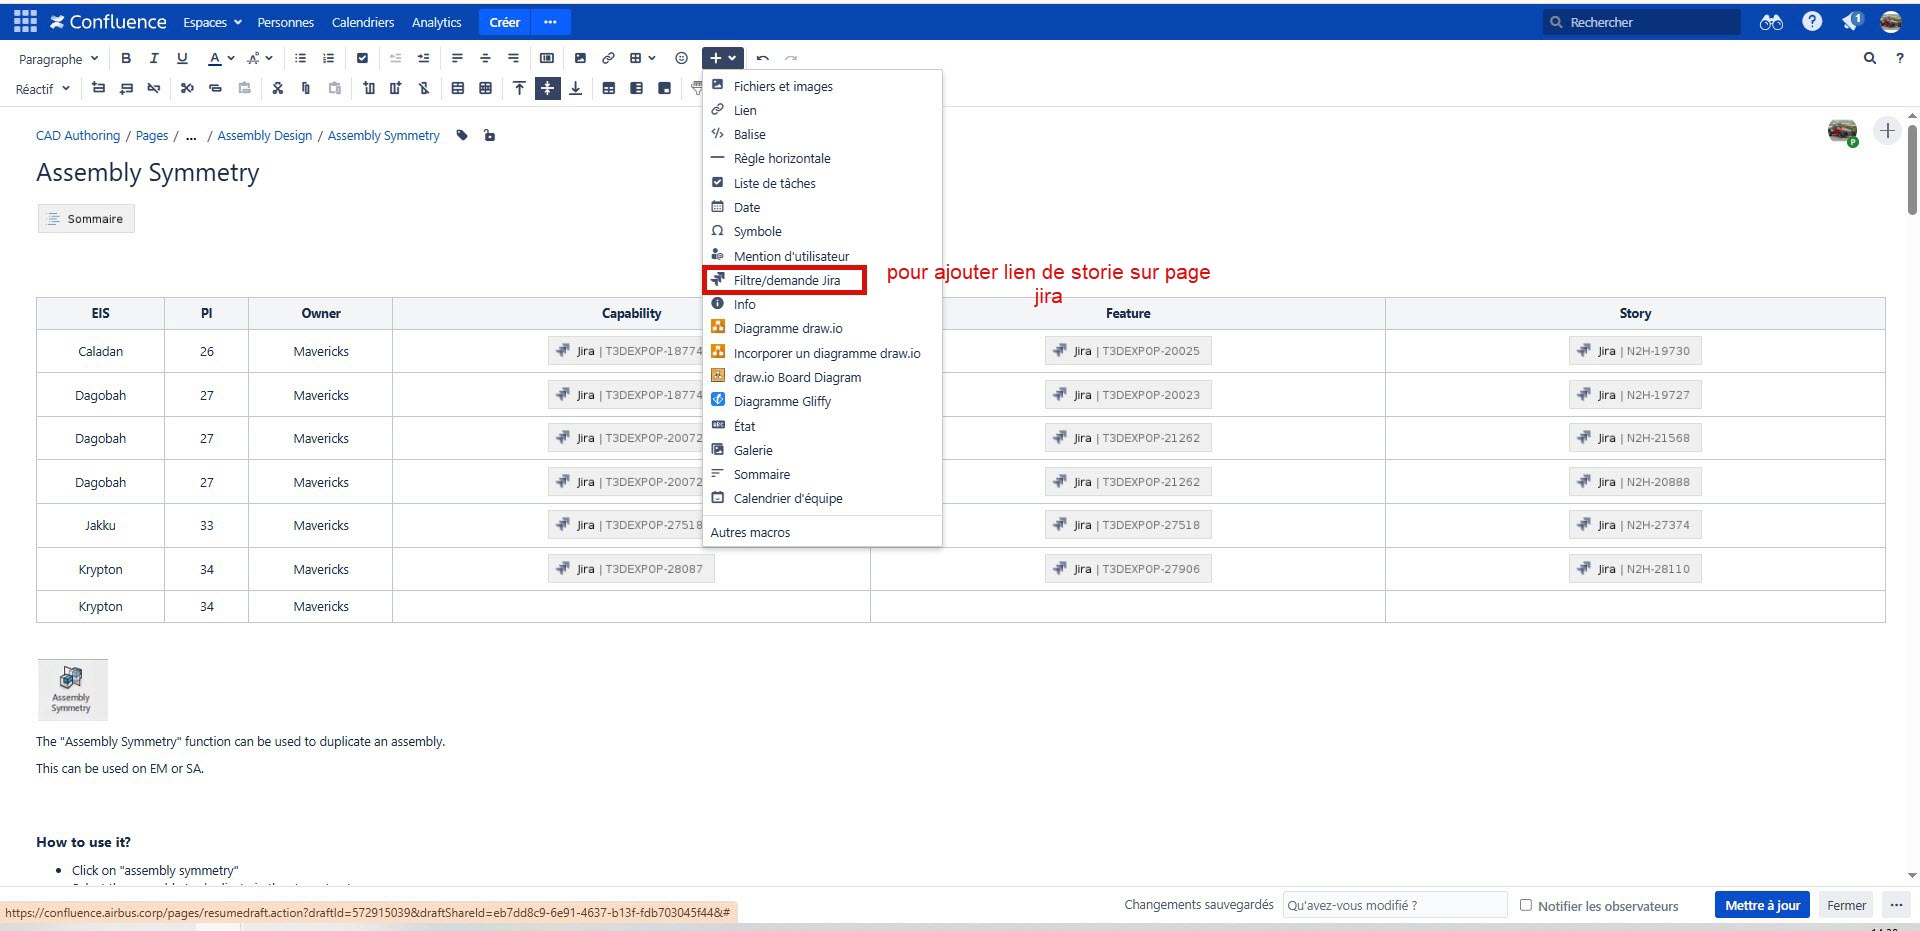 Confluence Espaces Personnes Calendriers Analytics Créer ··· Rechercher ? 1
Paragraphe B I U A
Réactif
Fichiers et images
Lien
Balise
Règle horizontale
Liste de tâches
Date
Symbole
Mention d'utilisateur
Filtre/demande Jira
Info
Diagramme draw.io
Incorporer un diagramme draw.io
draw.io Board Diagram
Diagramme Gliffy
État
Galerie
Sommaire
Calendrier d'équipe
Autres macros
pour ajouter lien de storie sur page
jira
CAD Authoring / Pages / ... / Assembly Design / Assembly Symmetry
P
Assembly Symmetry
Sommaire
EIS PI Owner Capability Feature Story
Caladan 26 Mavericks Jira | T3DEXPOP-18774 Jira | T3DEXPOP-20025 Jira | N2H-19730
Dagobah 27 Mavericks Jira | T3DEXPOP-18774 Jira | T3DEXPOP-20023 Jira | N2H-19727
Dagobah 27 Mavericks Jira | T3DEXPOP-20072 Jira | T3DEXPOP-21262 Jira | N2H-21568
Dagobah 27 Mavericks Jira | T3DEXPOP-20072 Jira | T3DEXPOP-21262 Jira | N2H-20888
Jakku 33 Mavericks Jira | T3DEXPOP-27518 Jira | T3DEXPOP-27518 Jira | N2H-27374
Krypton 34 Mavericks Jira | T3DEXPOP-28087 Jira | T3DEXPOP-27906 Jira | N2H-28110
Krypton 34 Mavericks
Assembly
Symmetry
The "Assembly Symmetry" function can be used to duplicate an assembly.
This can be used on EM or SA.
How to use it?
• Click on "assembly symmetry"
https://confluence.airbus.corp/pages/resumedraft.action?draftId=572915039&draftShareId=eb7dd8c9-6e91-4637-b13f-fdb703045f44&#
Changements sauvegardés Qu'avez-vous modifié ? Notifier les observateurs Mettre à jour Fermer ···